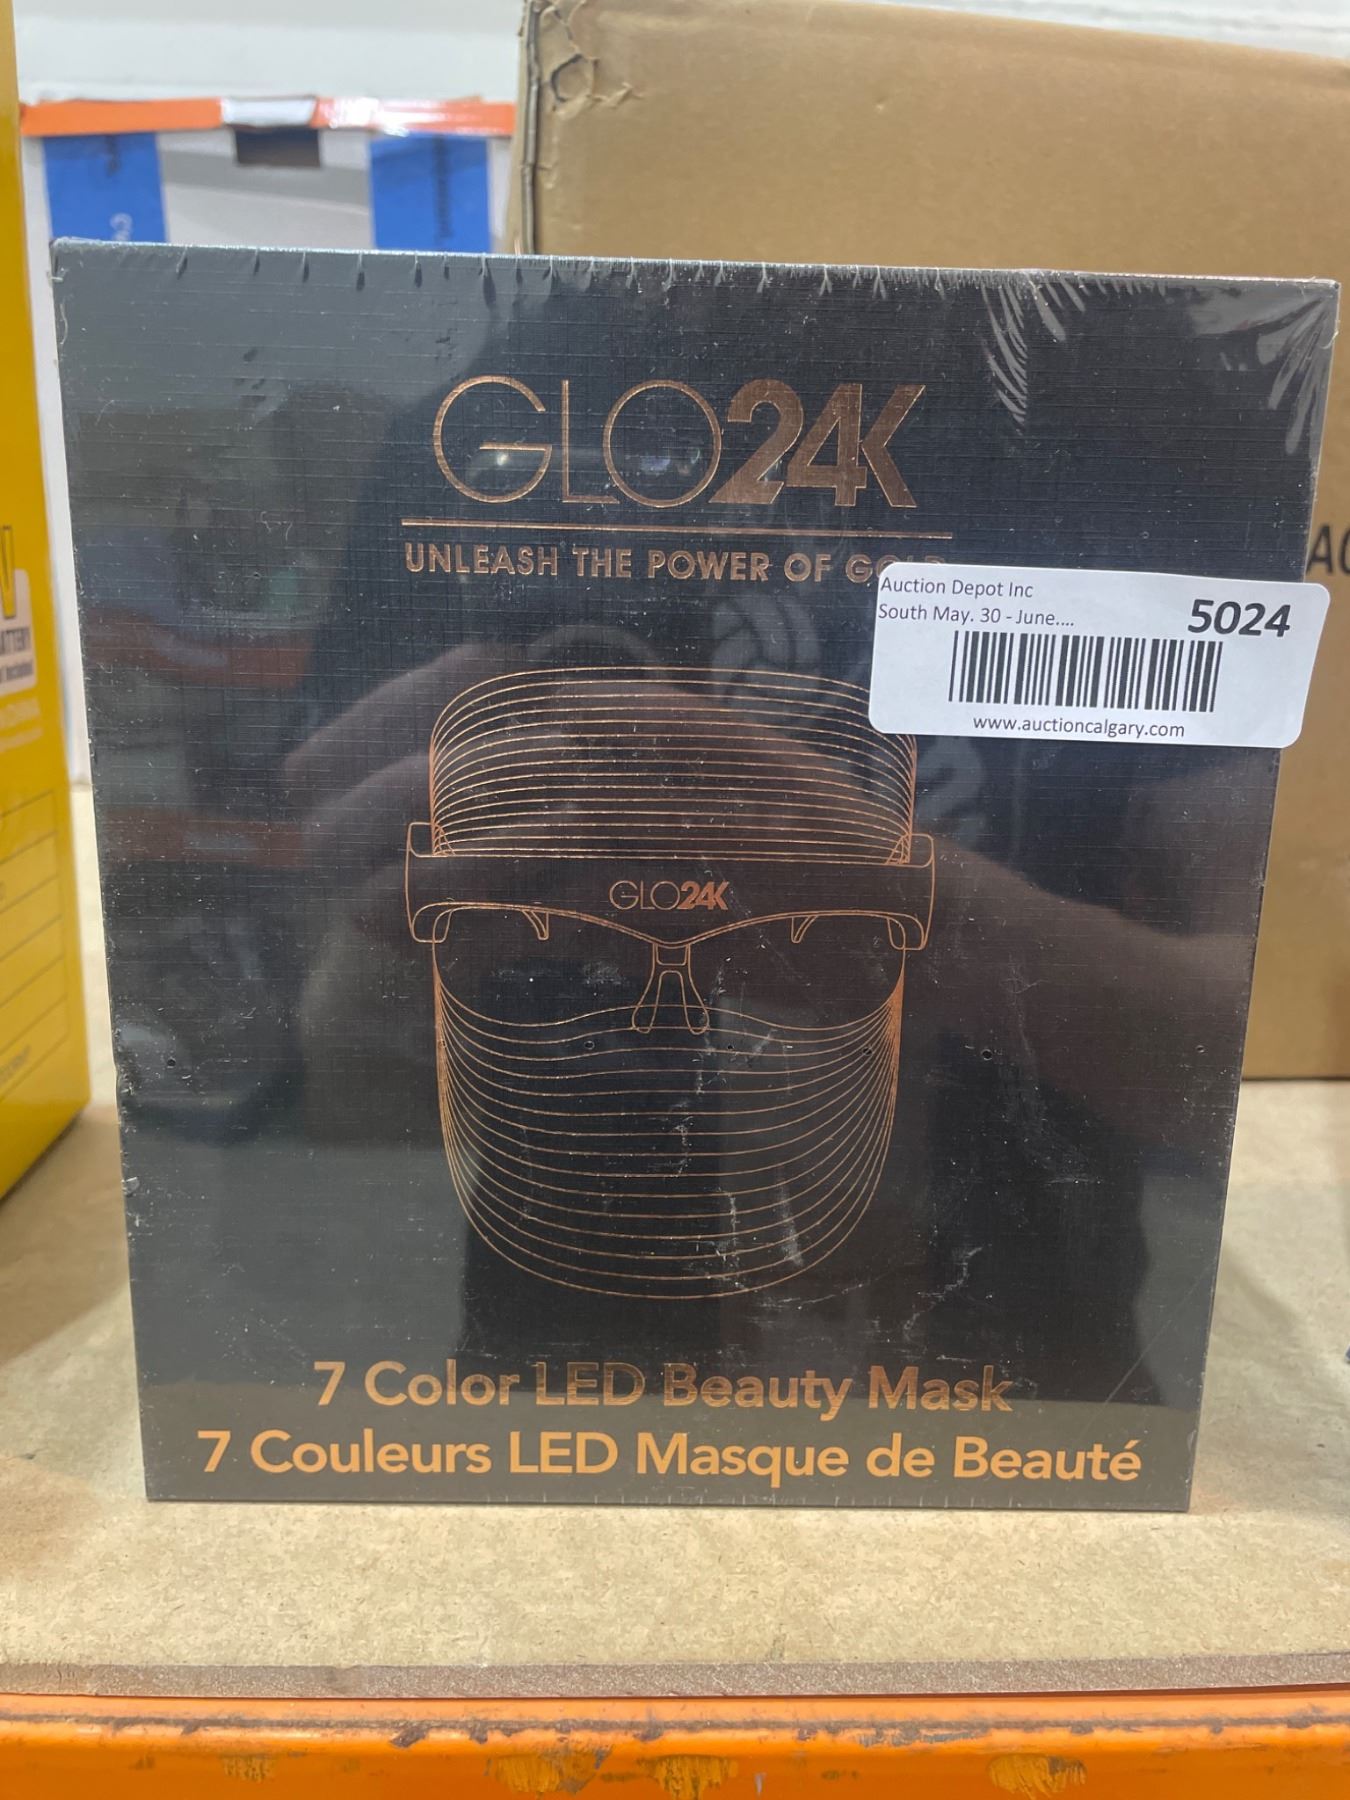 GLO24K
UNLEASH THE POWER OF
Auction Depot Inc
South May. 30 - June....
5024
www.auctioncalgary.com
GLO24K
7 Color LED Beauty Mask
7 Couleurs LED Masque de Beauté